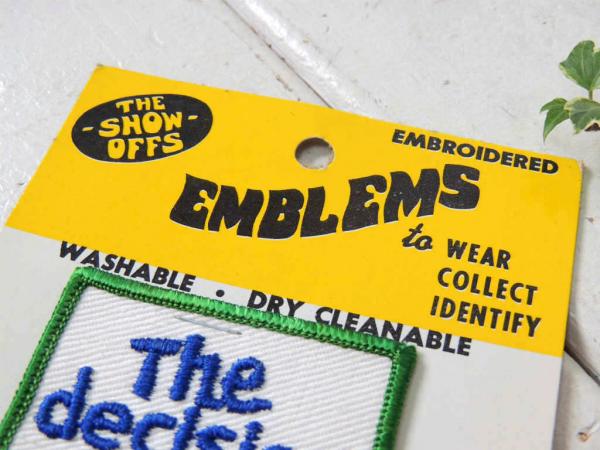 THE
-SHOW-
OFFS
EMBROIDERED
EMBLEMS
to WEAR
COLLECT
IDENTIFY
WASHABLE • DRY CLEANABLE
The